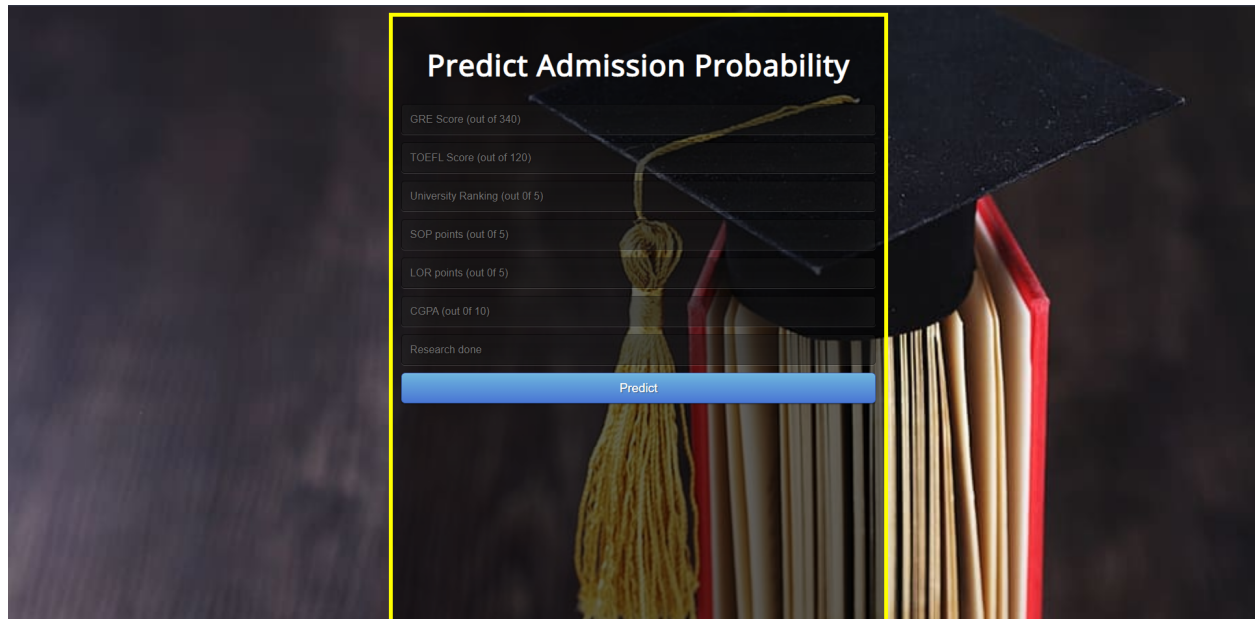 Predict Admission Probability
GRE Score (out of 340)
TOEFL Score (out of 120)
University Ranking (out 0f 5)
SOP points (out 0f 5)
LOR points (out 0f 5)
CGPA (out 0f 10)
Research done
Predict